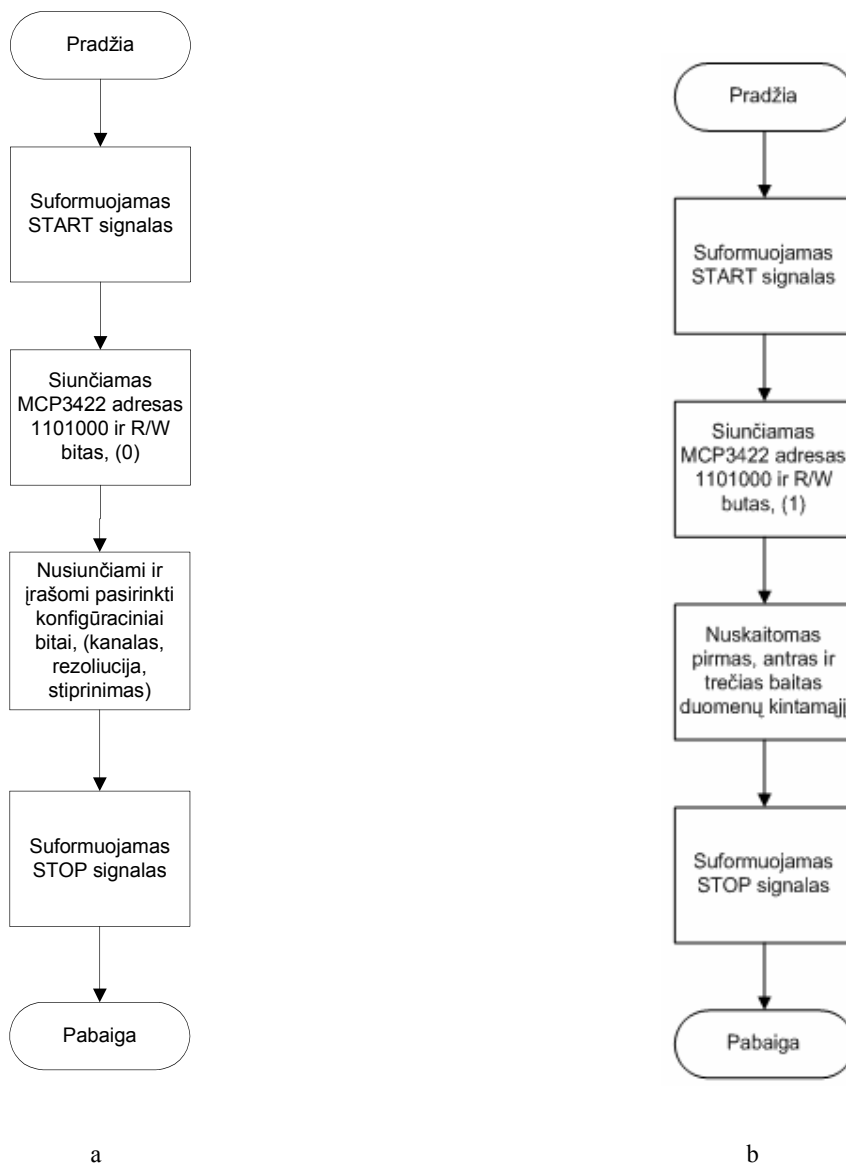 Pradžia
Suformuojamas
START signalas
Siunčiamas
MCP3422 adresas
1101000 ir R/W
bitas, (0)
Nusiunčiami ir
įrašomi pasirinkti
konfigūraciniai
bitai, (kanalas,
rezoliucija,
stiprinimas)
Suformuojamas
STOP signalas
Pabaiga
a
Pradžia
Suformuojamas
START signalas
Siunčiamas
MCP3422 adresas
1101000 ir R/W
butas, (1)
Nuskaitomas
pirmas, antras ir
trečias baitas
duomenų kintamąjį
Suformuojamas
STOP signalas
Pabaiga
b